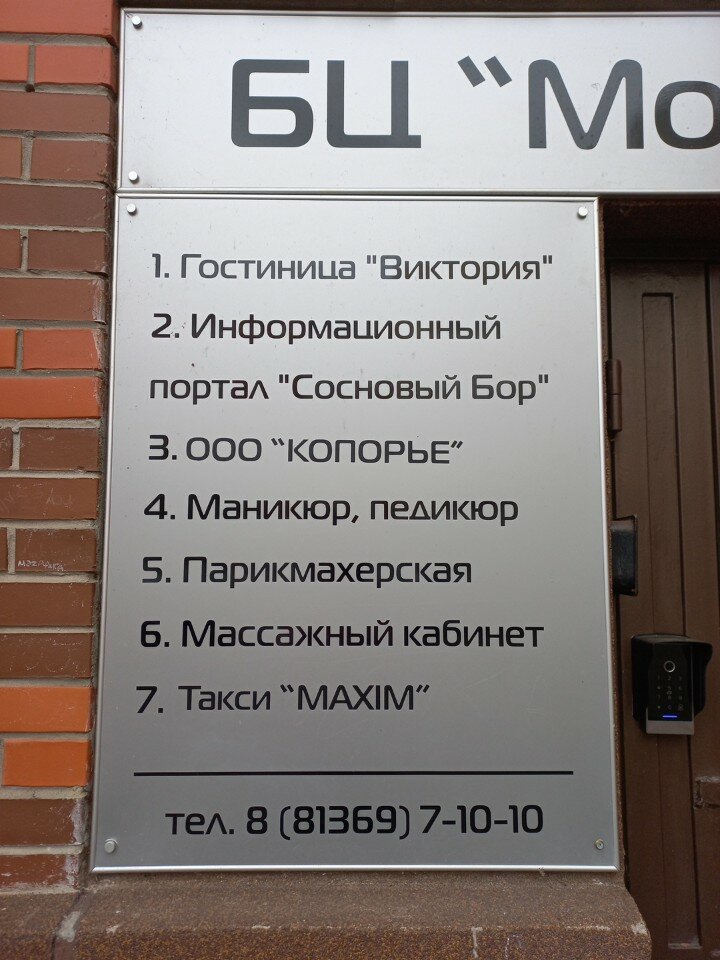 БЦ “Мо
1. Гостиница "Виктория"
2. Информационный
портал "Сосновый Бор"
3. ООО “КОПОРЬЕ”
4. Маникюр, педикюр
5. Парикмахерская
6. Массажный кабинет
7. Такси “MAXIM”
тел. 8 (81369) 7-10-10